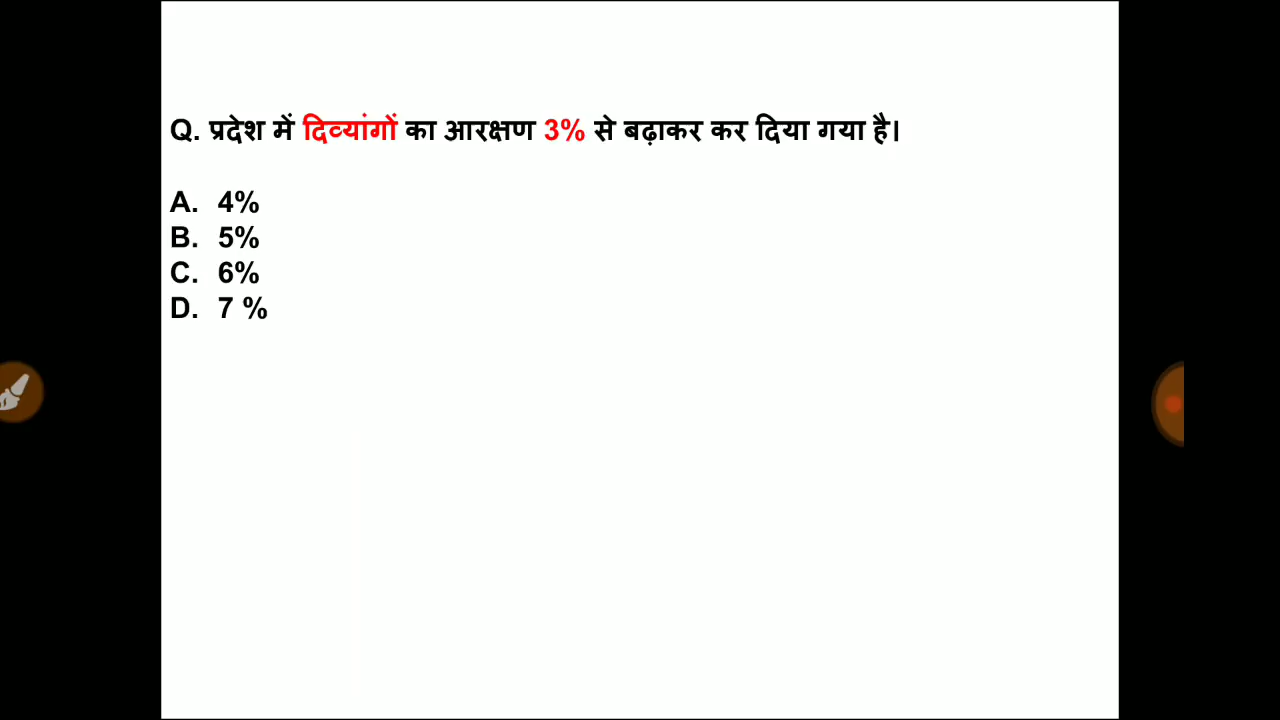 Q. प्रदेश में दिव्यांगों का आरक्षण 3% से बढ़ाकर कर दिया गया है।
A. 4%
B. 5%
C. 6%
D. 7 %